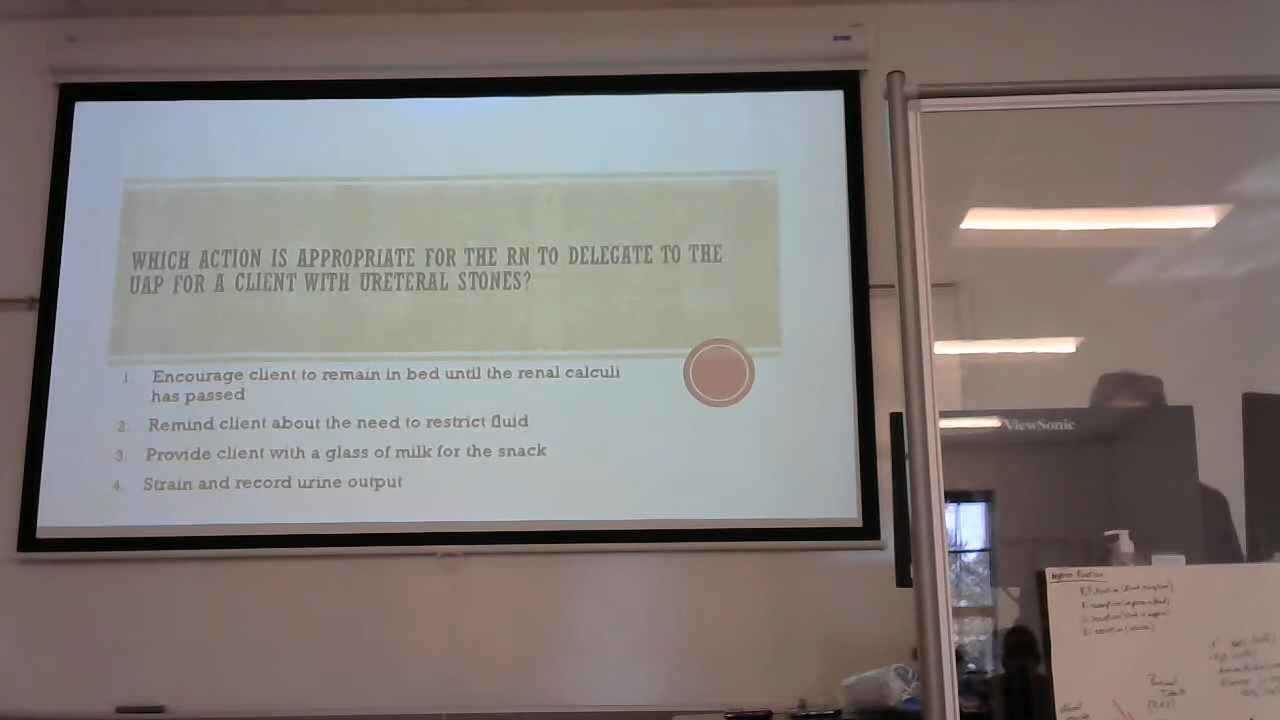 WHICH ACTION IS APPROPRIATE FOR THE RN TO DELEGATE TO THE
UAP FOR A CLIENT WITH URETERAL STONES?
1. Encourage client to remain in bed until the renal calculi
has passed
2. Remind client about the need to restrict fluid
3. Provide client with a glass of milk for the snack
4. Strain and record urine output
ViewSonic